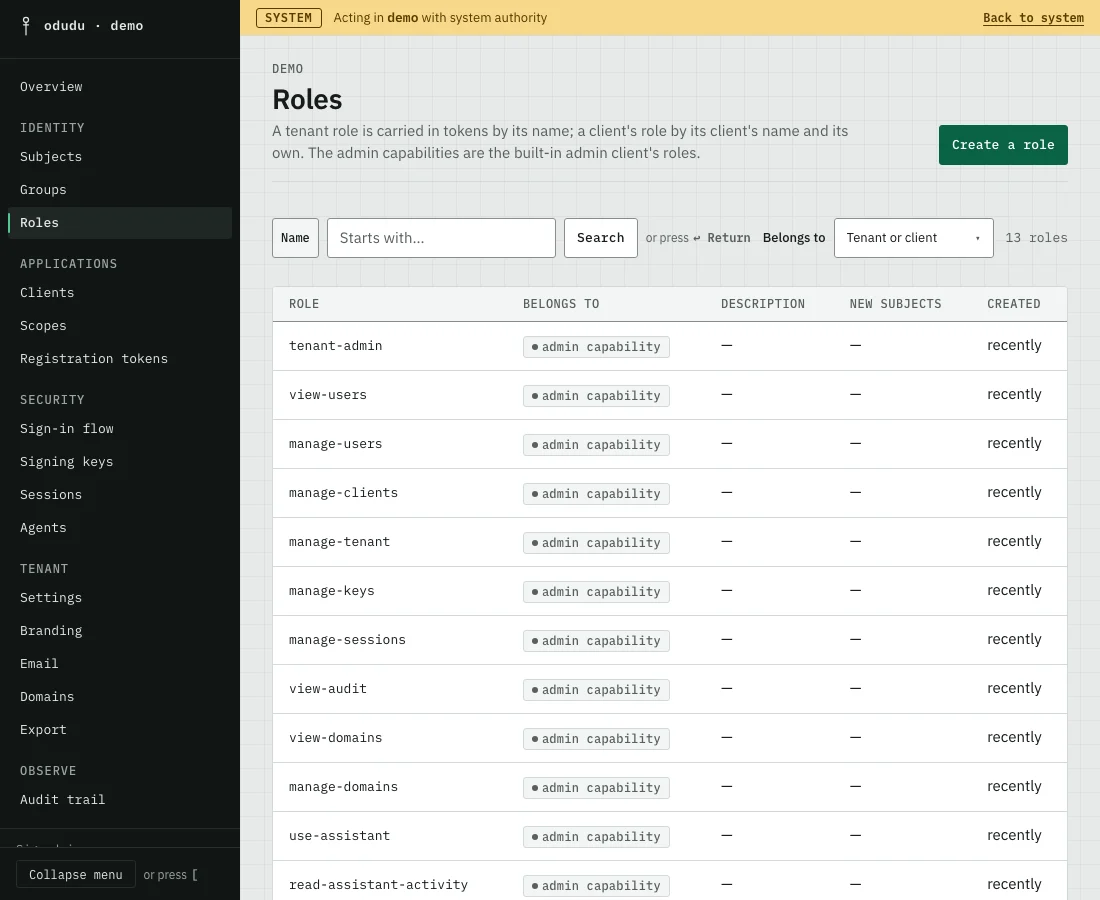 odudu · demo
SYSTEM Acting in demo with system authority Back to system
Overview
IDENTITY
Subjects
Groups
Roles
APPLICATIONS
Clients
Scopes
Registration tokens
SECURITY
Sign-in flow
Signing keys
Sessions
Agents
TENANT
Settings
Branding
Email
Domains
Export
OBSERVE
Audit trail
Collapse menu or press [
DEMO
Roles
A tenant role is carried in tokens by its name; a client's role by its client's name and its
own. The admin capabilities are the built-in admin client's roles.
Create a role
Name Starts with… Search or press ↵ Return Belongs to Tenant or client 13 roles
ROLE BELONGS TO DESCRIPTION NEW SUBJECTS CREATED
tenant-admin admin capability — — recently
view-users admin capability — — recently
manage-users admin capability — — recently
manage-clients admin capability — — recently
manage-tenant admin capability — — recently
manage-keys admin capability — — recently
manage-sessions admin capability — — recently
view-audit admin capability — — recently
view-domains admin capability — — recently
manage-domains admin capability — — recently
use-assistant admin capability — — recently
read-assistant-activity admin capability — — recently